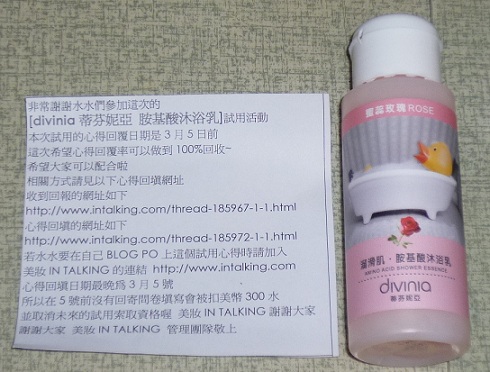 非常謝謝水水們參加這次的
[divinia 蒂芬妮亞 胺基酸沐浴乳]試用活動
本次試用的心得回覆日期是 3 月 5 日前
這次希望心得回覆率可以做到 100%回收~
希望大家可以配合啦
相關方式請見以下心得回填網址
收到回報的網址如下
http://www.intalking.com/thread-185967-1-1.html
心得回填的網址如下
http://www.intalking.com/thread-185972-1-1.html
若水水要在自己 BLOG PO 上這個試用心得時請加入
美妝 IN TALKING 的連結 http://www.intalking.com
心得回填日期最晚為 3 月 5 號
所以在 5 號前沒有回寄問卷填寫會被扣美幣 300 水
並取消未來的試用索取資格喔 美妝 IN TALKING 謝謝大家
謝謝大家 美妝 IN TALKING 管理團隊敬上
蜜蕊玫瑰 ROSE
溜滑肌·胺基酸沐浴乳
AMINO ACID SHOWER ESSENCE
divinia
蒂芬妮亞